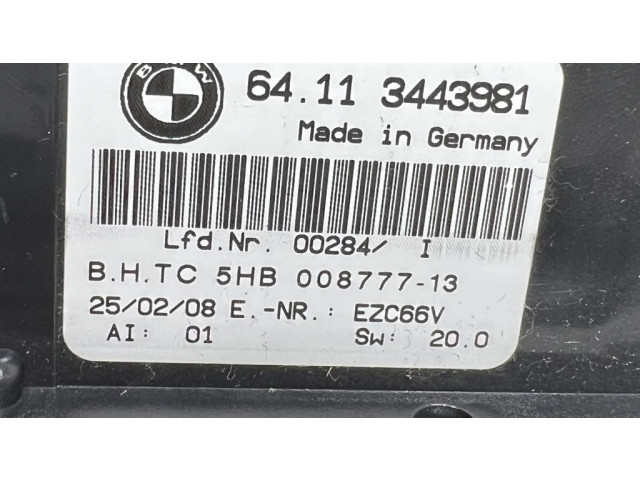 BMW
64.11 3443981
Made in Germany
Lfd.Nr. 00284/ I
B.H.TC 5HB 008777-13
25/02/08 E.-NR.: EZC66V
AI: 01 Sw: 20.0